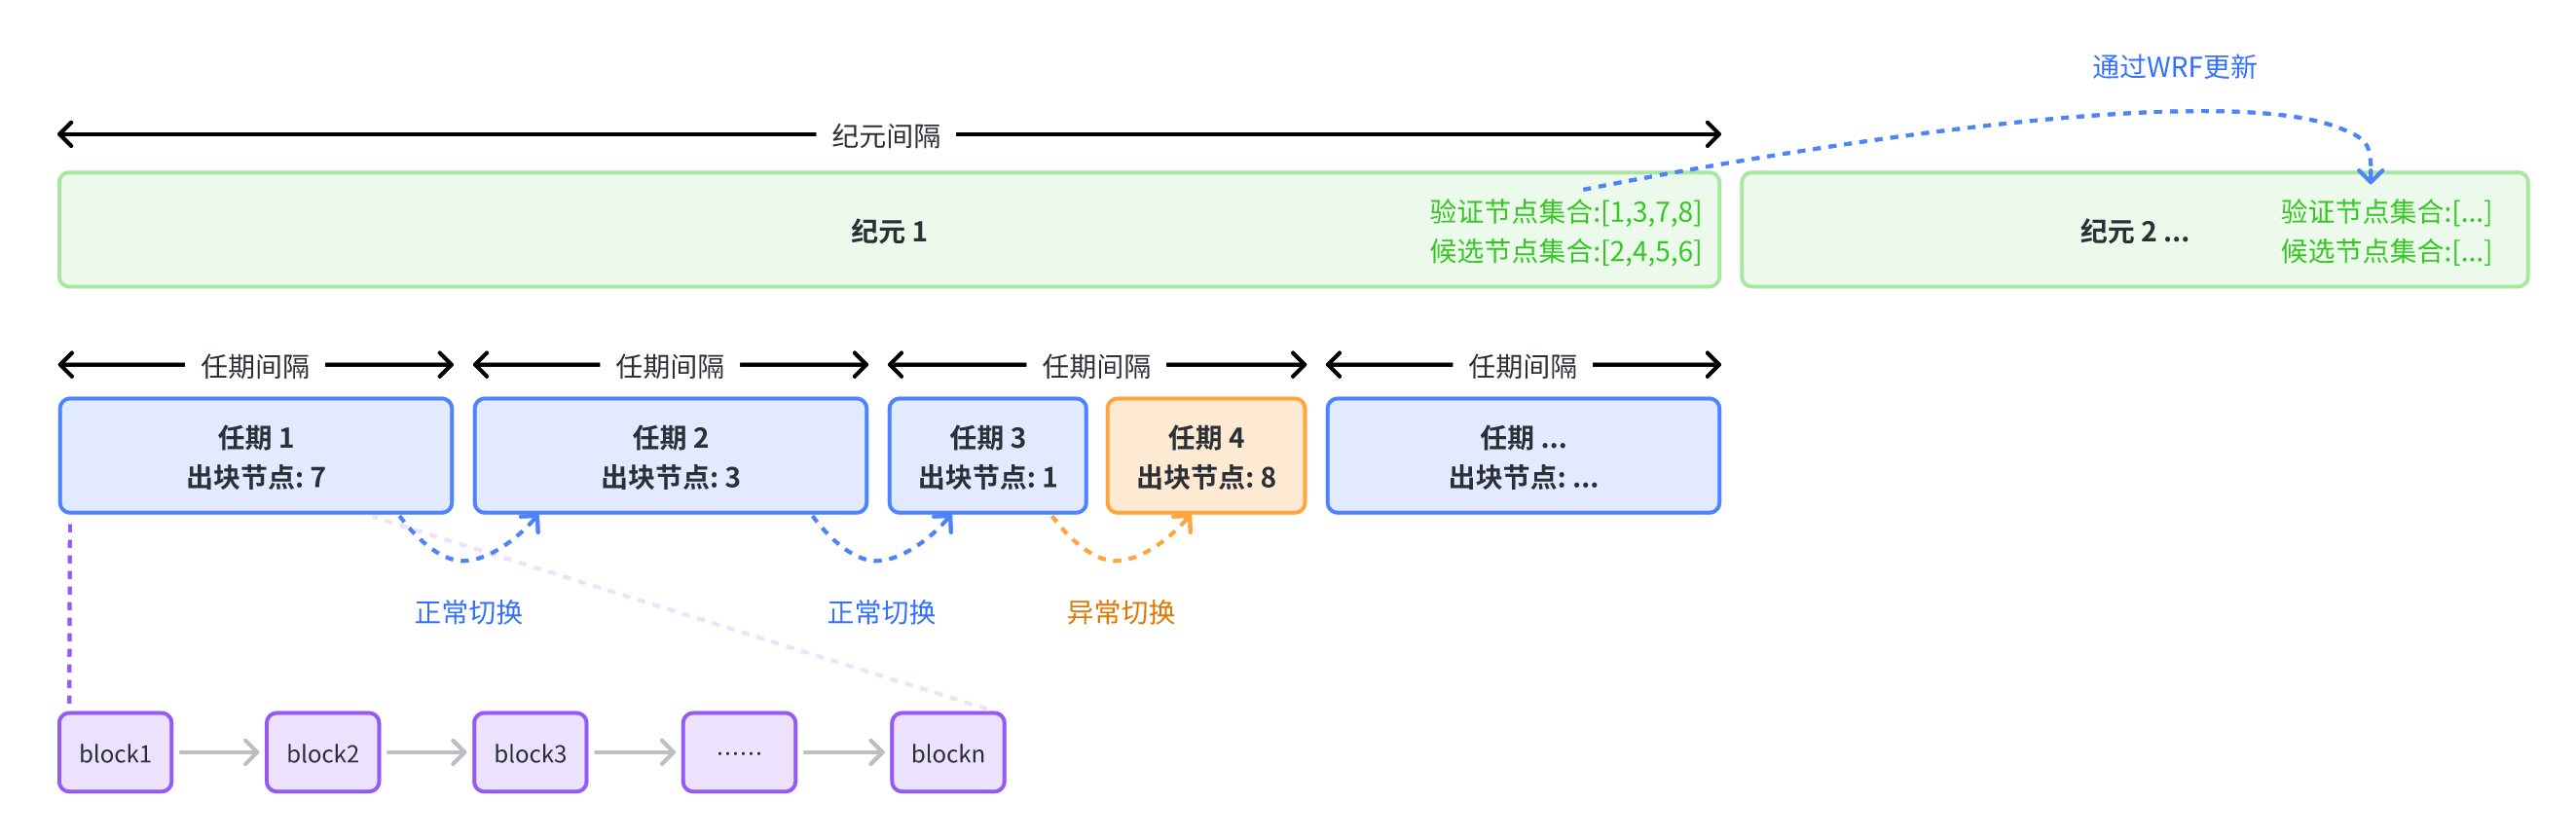 通过WRF更新
纪元间隔
纪元 1
验证节点集合:[1,3,7,8]
候选节点集合:[2,4,5,6]
纪元 2 ...
验证节点集合:[...]
候选节点集合:[...]
任期间隔
任期间隔
任期间隔
任期间隔
任期 1
出块节点: 7
任期 2
出块节点: 3
任期 3
出块节点: 1
任期 4
出块节点: 8
任期 ...
出块节点: ...
正常切换
正常切换
异常切换
block1
block2
block3
······
blockn